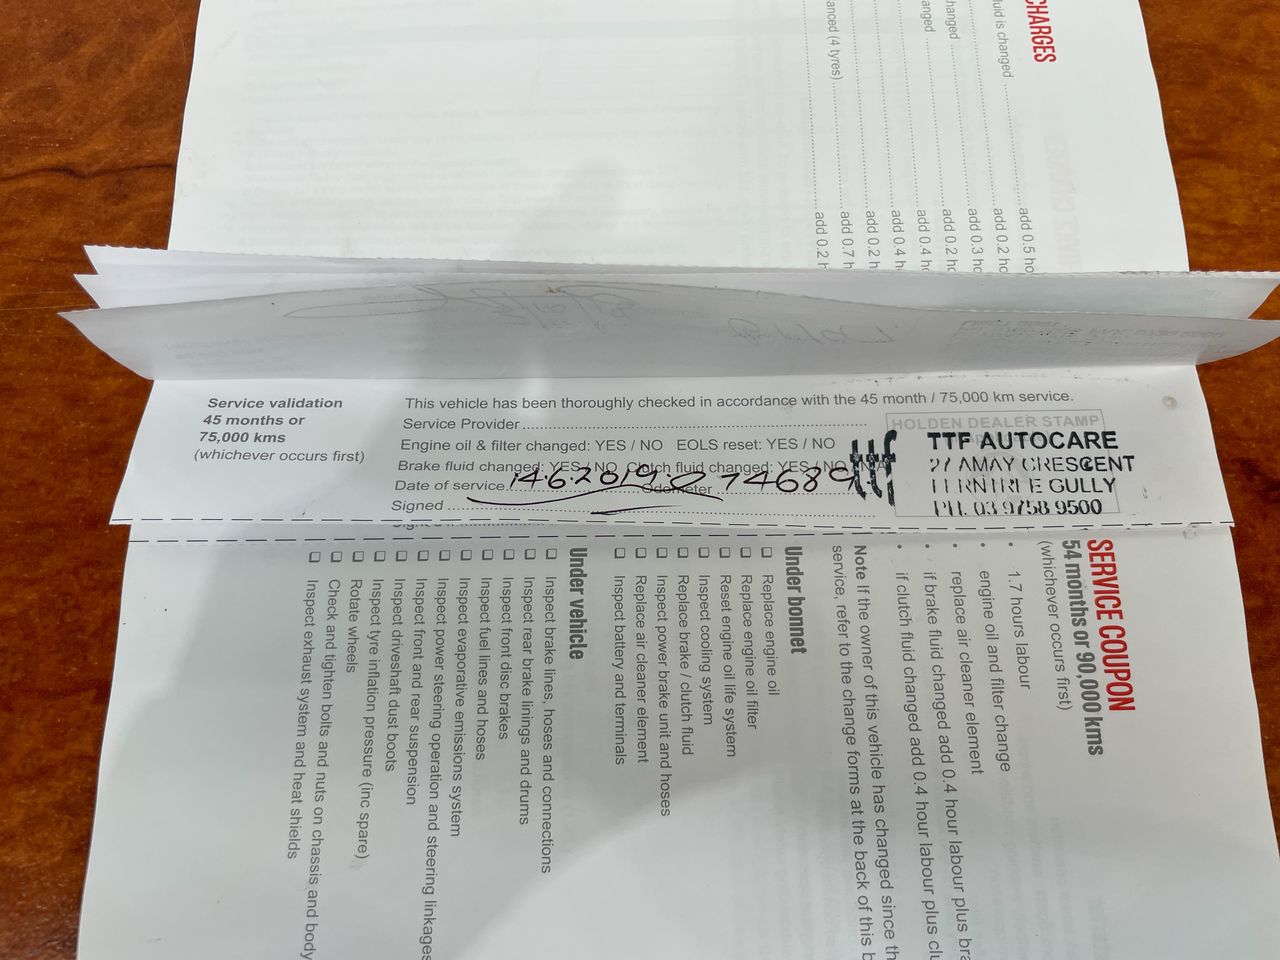 CHARGES
luid is changed
add 0.5 ho
add 0.2 ho
hanged
add 0.3 ho
add 0.2 ho
anged
add 0.4 ho
add 0.4 h
add 0.2 h
anced (4 tyres)
add 0.7 h
add 0.2 h
Service validation
45 months or
75,000 kms
(whichever occurs first)
This vehicle has been thoroughly checked in accordance with the 45 month / 75,000 km service.
Service Provider
Engine oil & filter changed: YES / NO EOLS reset: YES / NO
Brake fluid changed: YES / NO Clutch fluid changed: YES / NO / N/A
Date of service 14.6.2019 Odometer 74689
Signed
HOLDEN DEALER STAMP
ttf
TTF AUTOCARE
27 AMAY CRESCENT
FERNTREE GULLY
PH. 03 9758 9500
SERVICE COUPON
54 months or 90,000 kms
(whichever occurs first)
• 1.7 hours labour
• engine oil and filter change
• replace air cleaner element
• if brake fluid changed add 0.4 hour labour plus bra
• if clutch fluid changed add 0.4 hour labour plus clu
Note If the owner of this vehicle has changed since th
service, refer to the change forms at the back of this b
Under bonnet
❑ Replace engine oil
❑ Replace engine oil filter
❑ Reset engine oil life system
❑ Inspect cooling system
❑ Replace brake / clutch fluid
❑ Inspect power brake unit and hoses
❑ Replace air cleaner element
❑ Inspect battery and terminals
Under vehicle
❑ Inspect brake lines, hoses and connections
❑ Inspect rear brake linings and drums
❑ Inspect front disc brakes
❑ Inspect fuel lines and hoses
❑ Inspect evaporative emissions system
❑ Inspect power steering operation and steering linkages
❑ Inspect front and rear suspension
❑ Inspect driveshaft dust boots
❑ Inspect tyre inflation pressure (inc spare)
❑ Rotate wheels
❑ Check and tighten bolts and nuts on chassis and body
❑ Inspect exhaust system and heat shields